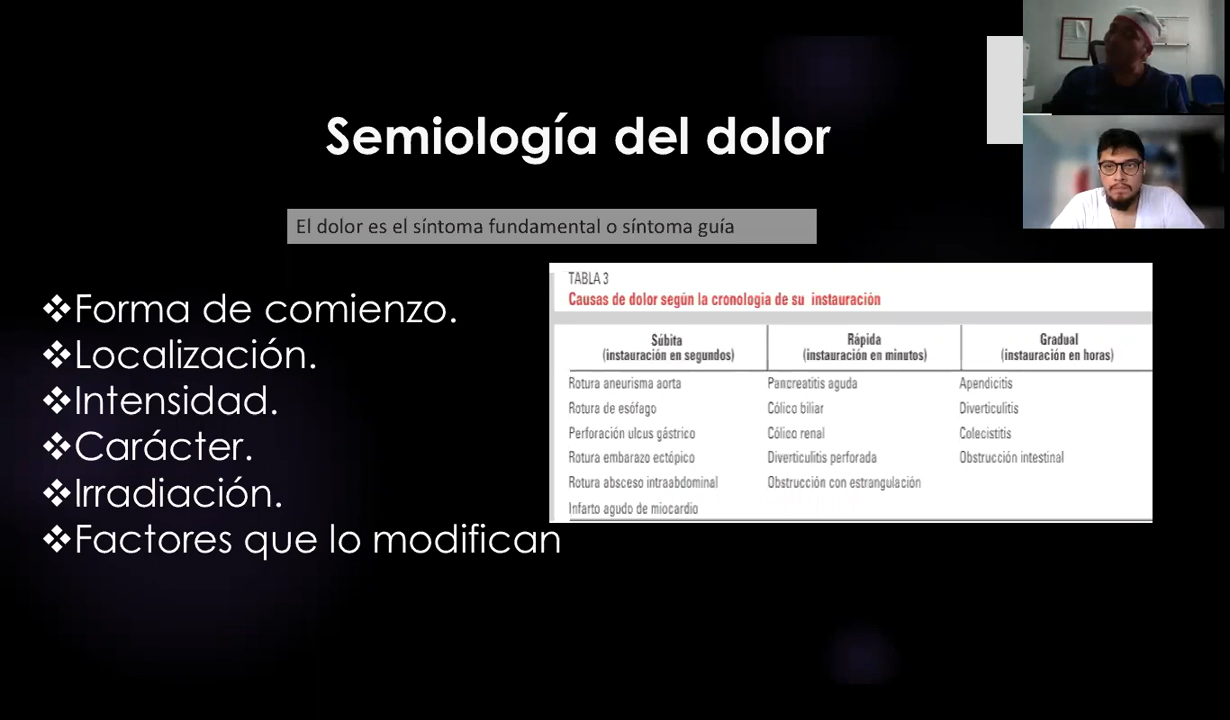 Semiología del dolor
El dolor es el síntoma fundamental o síntoma guía
❖Forma de comienzo.
❖Localización.
❖Intensidad.
❖Carácter.
❖Irradiación.
❖Factores que lo modifican
TABLA 3
Causas de dolor según la cronologia de su instauración
Súbita
(instauración en segundos)
Rápida
(instauración en minutos)
Gradual
(instauración en horas)
Rotura aneurisma aorta
Pancreatitis aguda
Apendicitis
Rotura de esófago
Cólico biliar
Diverticulitis
Perforación ulcus gástrico
Cólico renal
Colecistitis
Rotura embarazo ectópico
Diverticulitis perforada
Obstrucción intestinal
Rotura absceso intraabdominal
Obstrucción con estrangulación
Infarto agudo de miocardio